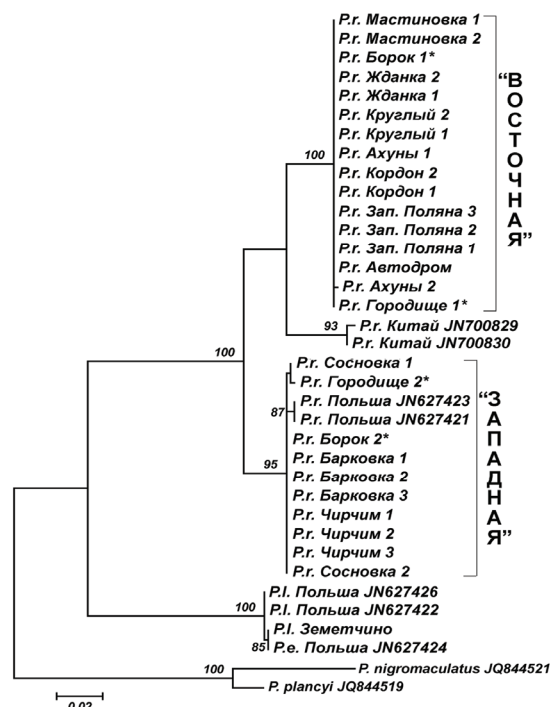 P.r. Мастиновка 1
P.r. Мастиновка 2
P.r. Борок 1*
P.r. Жданка 2
P.r. Жданка 1
P.r. Круглый 2
P.r. Круглый 1
100
P.r. Ахуны 1
P.r. Кордон 2
P.r. Кордон 1
P.r. Зап. Поляна 3
P.r. Зап. Поляна 2
P.r. Зап. Поляна 1
P.r. Автодром
P.r. Ахуны 2
P.r. Городище 1*
“ВОСТОЧНАЯ”
93
P.r. Китай JN700829
P.r. Китай JN700830
100
P.r. Сосновка 1
P.r. Городище 2*
P.r. Польша JN627423
87
P.r. Польша JN627421
P.r. Борок 2*
95
P.r. Барковка 1
P.r. Барковка 2
P.r. Барковка 3
P.r. Чирчим 1
P.r. Чирчим 2
P.r. Чирчим 3
P.r. Сосновка 2
“ЗАПАДНАЯ”
P.l. Польша JN627426
100
P.l. Польша JN627422
P.l. Земетчино
85
P.e. Польша JN627424
100
P. nigromaculatus JQ844521
P. plancyi JQ844519
0.02